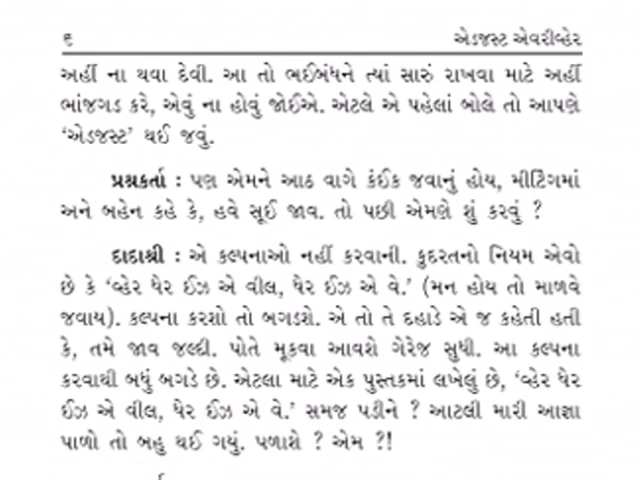 ૬ એડજસ્ટ એવરીવ્હેર
અહીં ના થવા દેવી. આ તો ભઈબંધને ત્યાં સારું રાખવા માટે અહીં
ભાંજગડ કરે, એવું ના હોવું જોઈએ. એટલે એ પહેલાં બોલે તો આપણે
‘એડજસ્ટ’ થઈ જવું.
પ્રશ્નકર્તા : પણ એમને આઠ વાગે કંઈક જવાનું હોય, મીટિંગમાં
અને બહેન કહે કે, હવે સૂઈ જાવ. તો પછી એમણે શું કરવું ?
દાદાશ્રી : એ કલ્પનાઓ નહીં કરવાની. કુદરતનો નિયમ એવો
છે કે ‘વ્હેર ધેર ઈઝ એ વીલ, ધેર ઈઝ એ વે.’ (મન હોય તો માળવે
જવાય). કલ્પના કરશો તો બગડશે. એ તો તે દહાડે એ જ કહેતી હતી
કે, તમે જાવ જલ્દી. પોતે મૂકવા આવશે ગેરેજ સુધી. આ કલ્પના
કરવાથી બધું બગડે છે. એટલા માટે એક પુસ્તકમાં લખેલું છે, ‘વ્હેર ધેર
ઈઝ એ વીલ, ધેર ઈઝ એ વે.’ સમજ પડીને ? આટલી મારી આજ્ઞા
પાળો તો બહુ થઈ ગયું. પળાશે ? એમ ?!